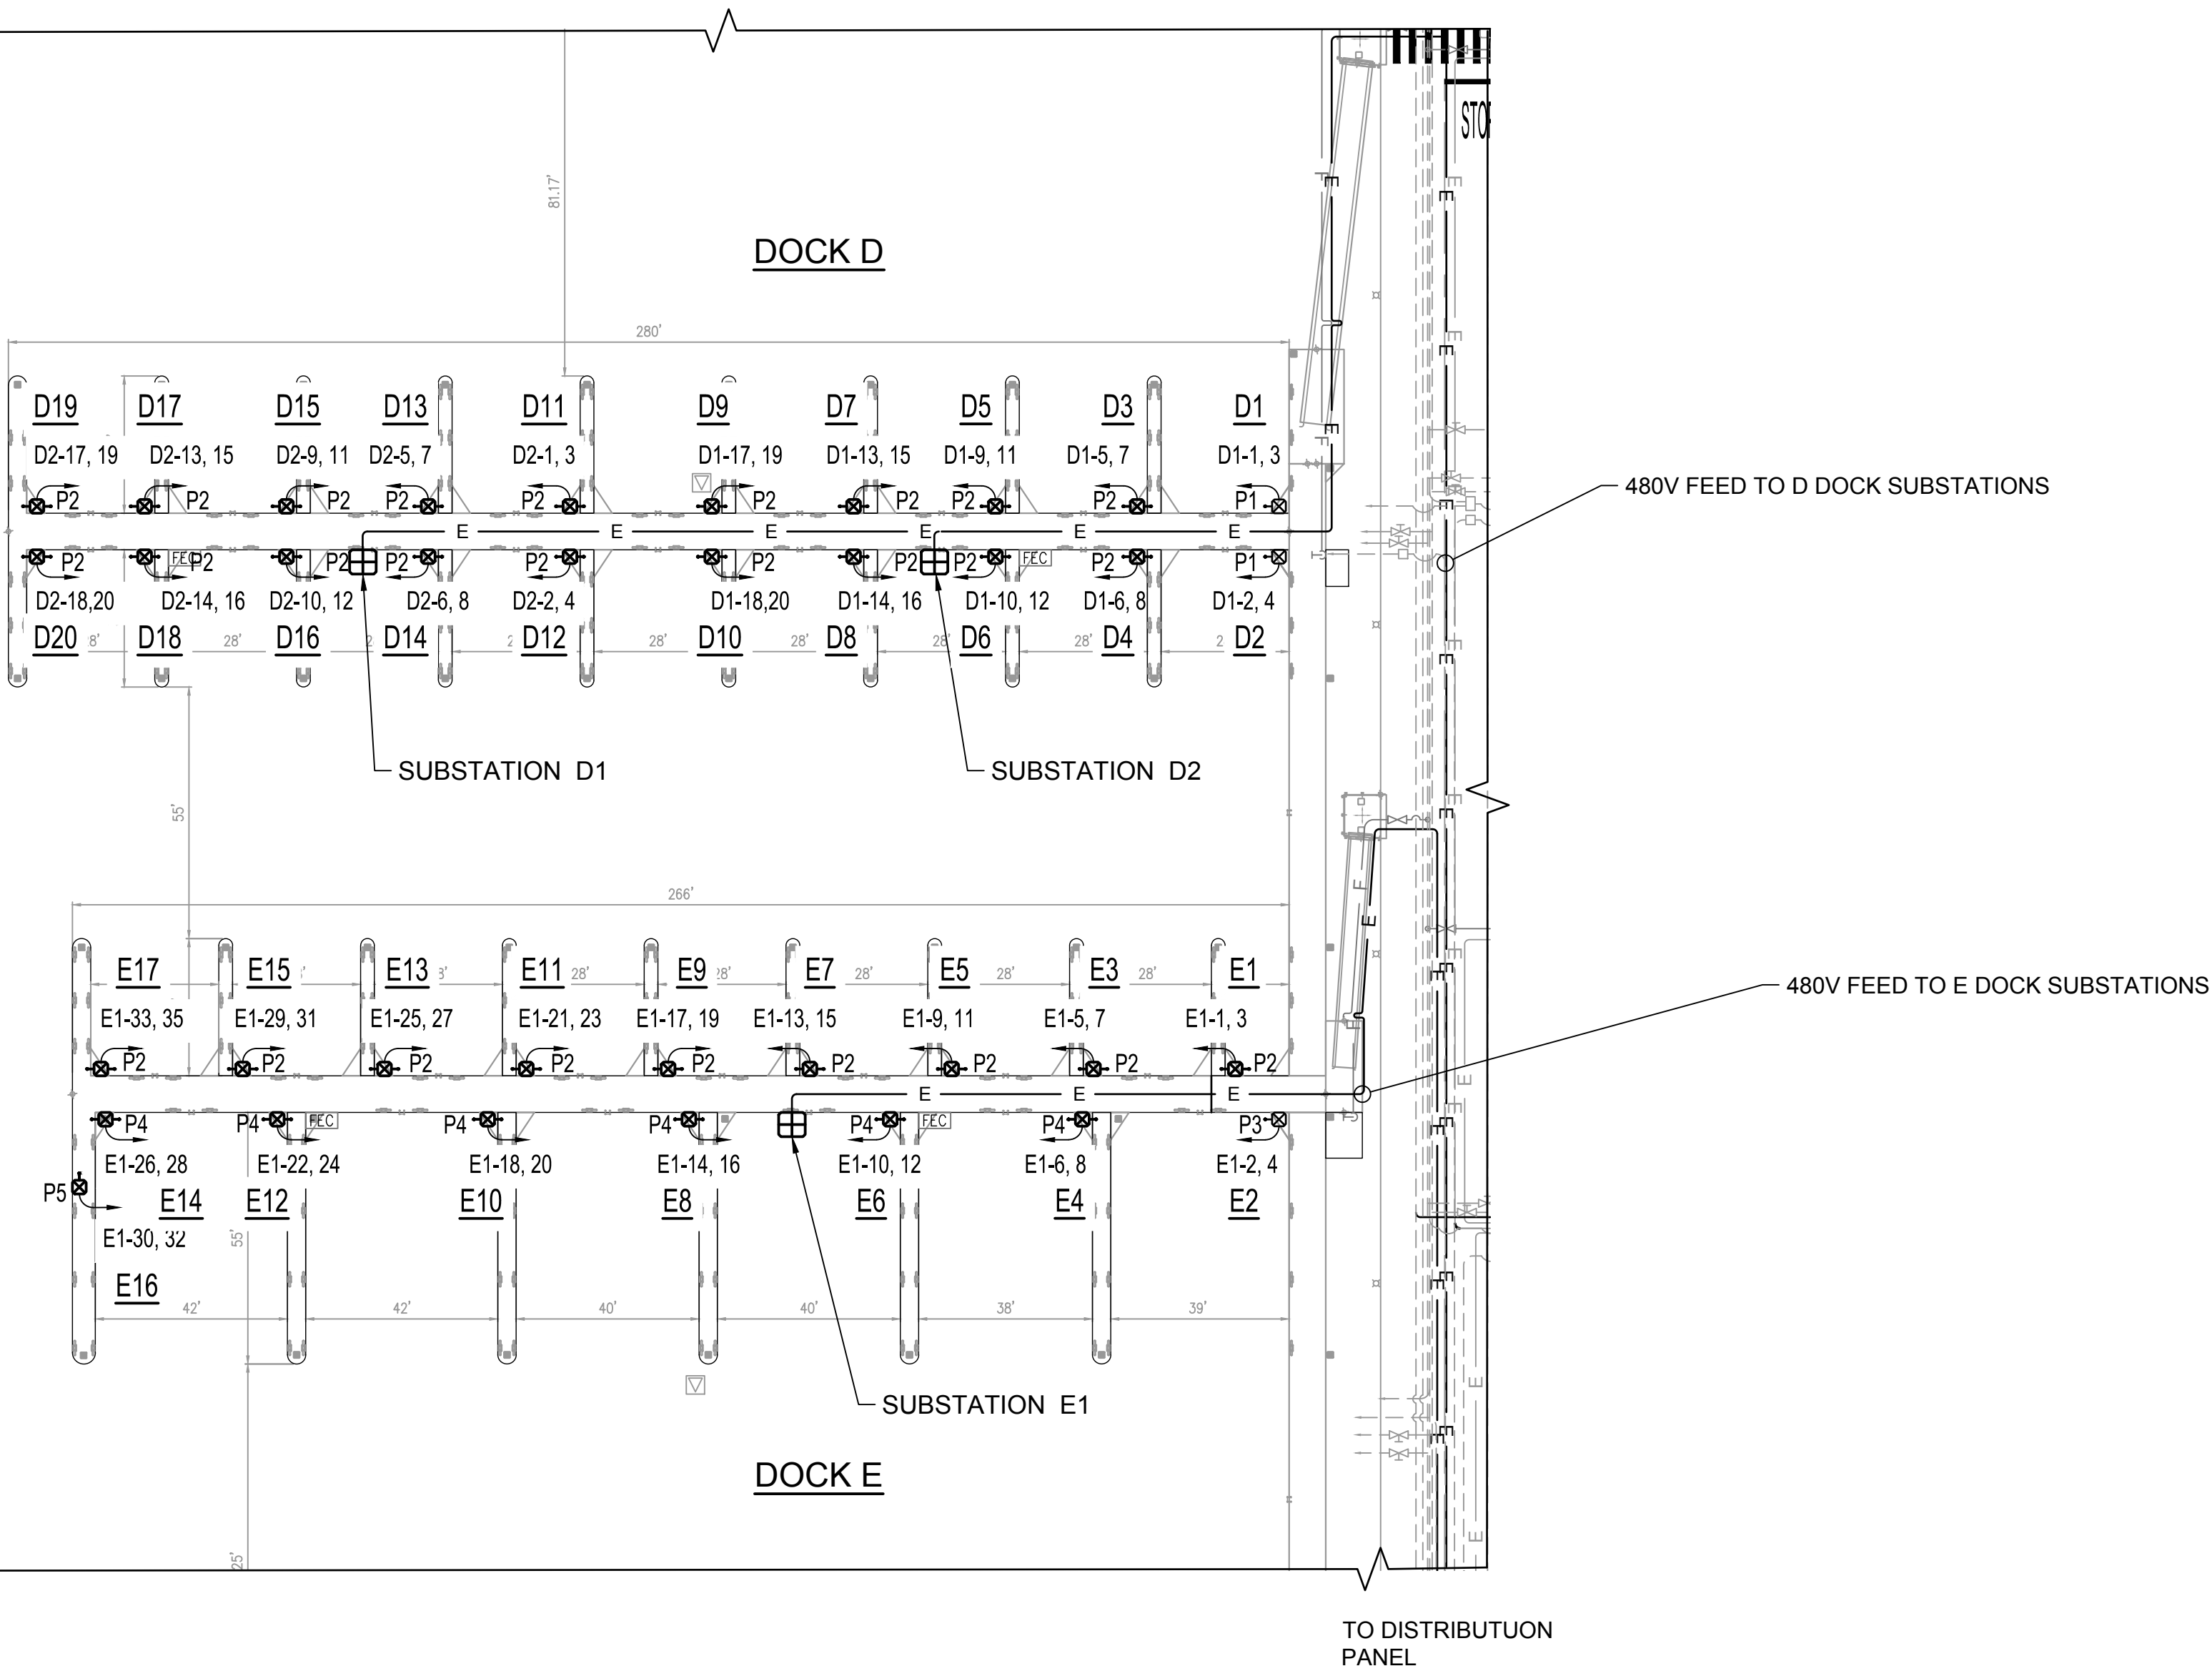 81.17'
STO
DOCK D
280'
D19 D17 D15 D13 D11 D9 D7 D5 D3 D1
D2-17, 19 D2-13, 15 D2-9, 11 D2-5, 7 D2-1, 3 D1-17, 19 D1-13, 15 D1-9, 11 D1-5, 7 D1-1, 3
480V FEED TO D DOCK SUBSTATIONS
P2 P2 P2 P2 P2 P2 P2 P2 P2 P1
E E E E E E
P2 FEC P2 P2 P2 P2 P2 P2 P2 FEC P2 P1
D2-18,20 D2-14, 16 D2-10, 12 D2-6, 8 D2-2, 4 D1-18,20 D1-14, 16 D1-10, 12 D1-6, 8 D1-2, 4
D20 8' D18 28' D16 2 D14 2 D12 28' D10 28' D8 28' D6 28' D4 2 D2
SUBSTATION D1 SUBSTATION D2
55'
266'
E17 E15 E13 E11 28' E9 28' E7 28' E5 28' E3 28' E1
480V FEED TO E DOCK SUBSTATIONS
E1-33, 35 E1-29, 31 E1-25, 27 E1-21, 23 E1-17, 19 E1-13, 15 E1-9, 11 E1-5, 7 E1-1, 3
P2 P2 P2 P2 P2 P2 P2 P2 P2
E E E
P4 P4 FEC P4 P4 P4 FEC P4 P3
E1-26, 28 E1-22, 24 E1-18, 20 E1-14, 16 E1-10, 12 E1-6, 8 E1-2, 4
P5 E14 E12 E10 E8 E6 E4 E2
E1-30, 32
55'
E16
42' 42' 40' 40' 38' 39'
SUBSTATION E1
DOCK E
25'
TO DISTRIBUTUON
PANEL